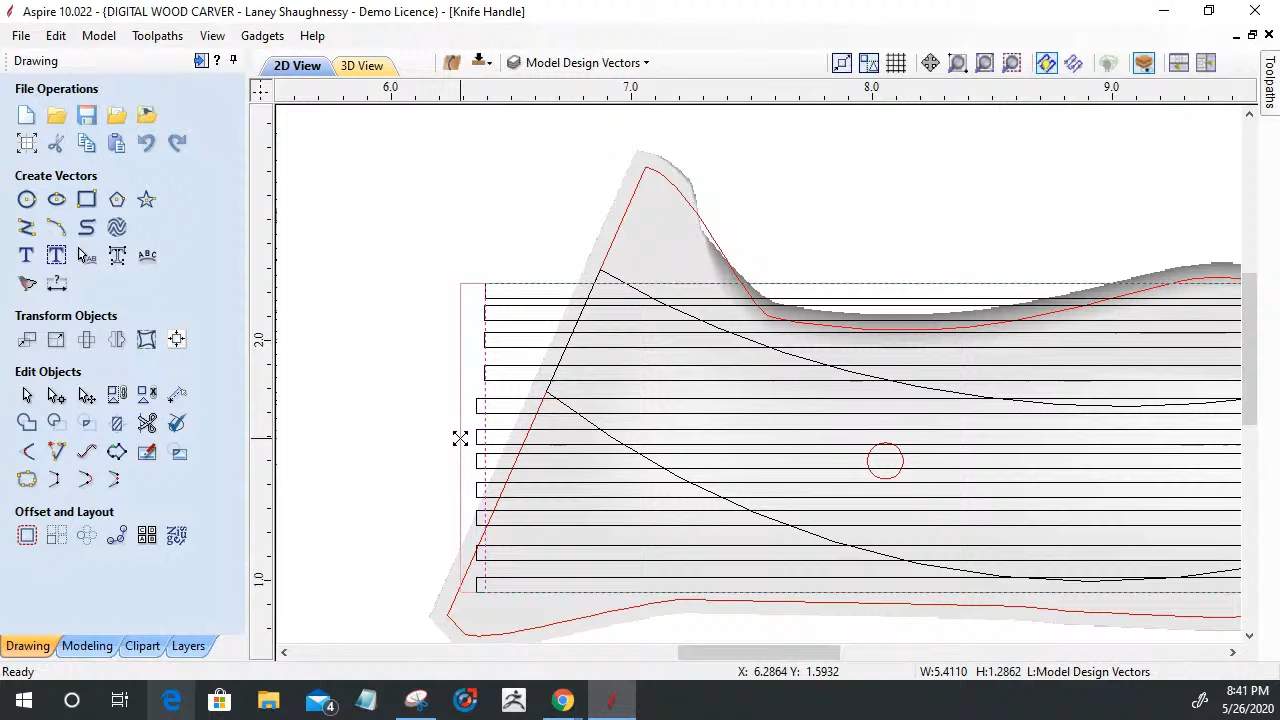 Aspire 10.022 - {DIGITAL WOOD CARVER - Laney Shaughnessy - Demo Licence} - [Knife Handle]
File Edit Model Toolpaths View Gadgets Help
Drawing ?
2D View 3D View Model Design Vectors
File Operations
6.0 7.0 8.0 9.0
Toolpaths
Create Vectors
Transform Objects
2.0
Edit Objects
Offset and Layout
1.0
Drawing Modeling Clipart Layers
Ready X: 6.2864 Y: 1.5932 W:5.4110 H:1.2862 L:Model Design Vectors
4 8:41 PM
5/26/2020